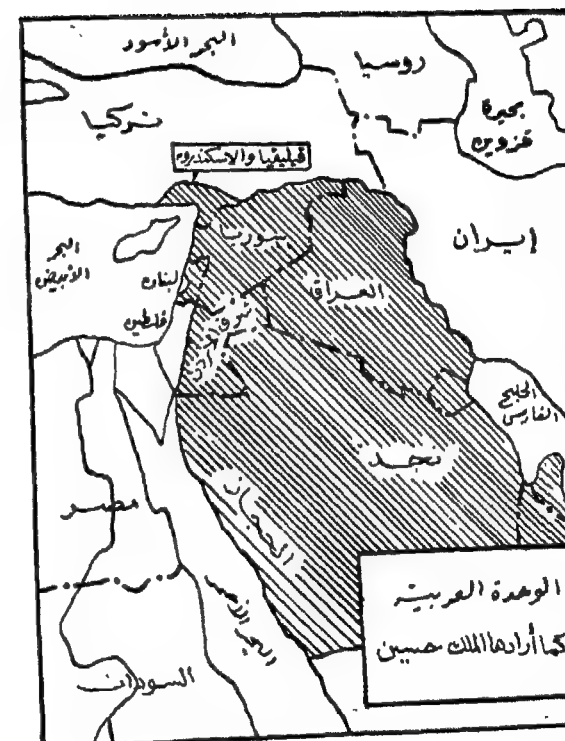 البحر الأسود
روسيا
تركيا
بحيرة
قزوين
قيليقيا والاسكندرون
إيران
سوريا
البحر
الأبيض
لبنان
العراق
فلسطين
شرق
الخليج
الفارسي
نجد
الحجاز
مصر
البحر الأحمر
السودان
الوحدة العربية
كما أرادها الملك حسين